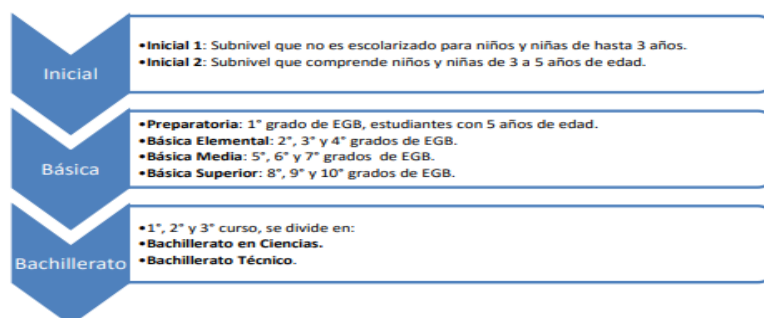 Inicial
•Inicial 1: Subnivel que no es escolarizado para niños y niñas de hasta 3 años.
•Inicial 2: Subnivel que comprende niños y niñas de 3 a 5 años de edad.
Básica
•Preparatoria: 1° grado de EGB, estudiantes con 5 años de edad.
•Básica Elemental: 2°, 3° y 4° grados de EGB.
•Básica Media: 5°, 6° y 7° grados de EGB.
•Básica Superior: 8°, 9° y 10° grados de EGB.
Bachillerato
•1°, 2° y 3° curso, se divide en:
•Bachillerato en Ciencias.
•Bachillerato Técnico.